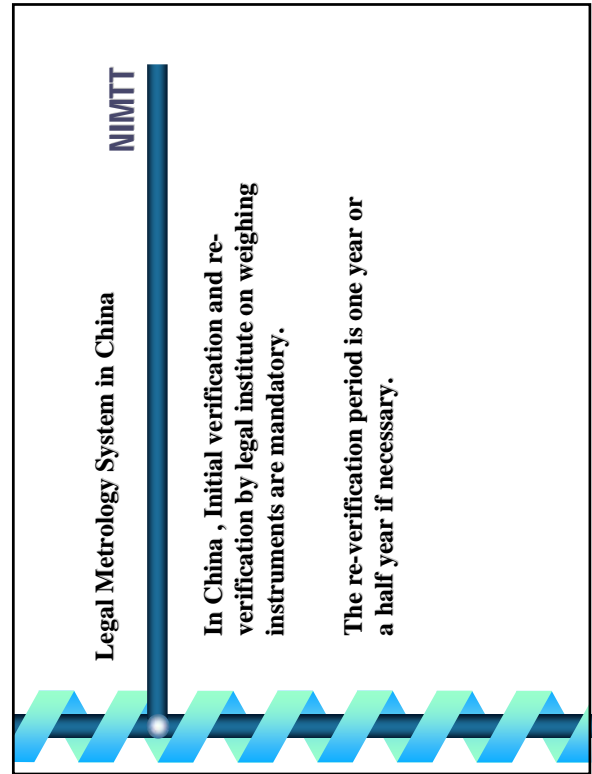 Legal Metrology System in China
NIMTT
In China , Initial verification and re-
verification by legal institute on weighing
instruments are mandatory.
The re-verification period is one year or
a half year if necessary.